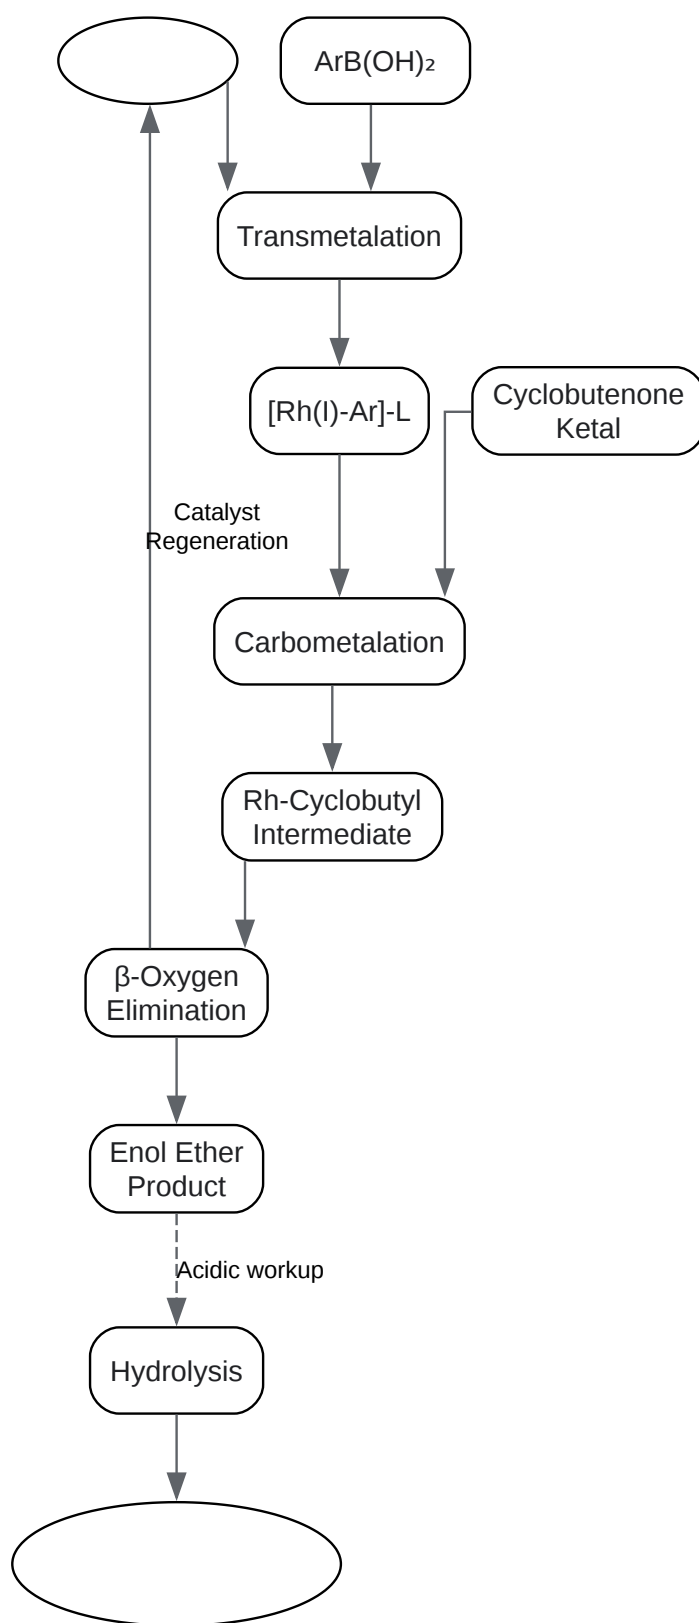 ArB(OH)₂
Transmetalation
[Rh(I)-Ar]-L
Cyclobutenone
Ketal
Catalyst
Regeneration
Carbometalation
Rh-Cyclobutyl
Intermediate
β-Oxygen
Elimination
Enol Ether
Product
Acidic workup
Hydrolysis